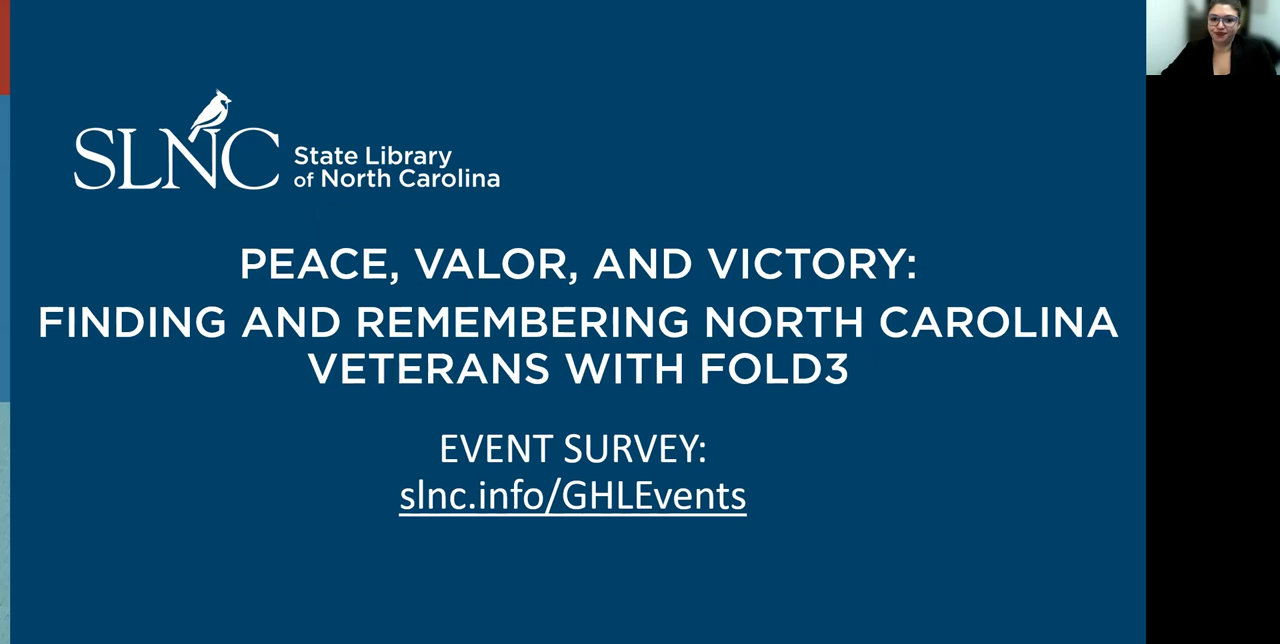 SLNC
State Library
of North Carolina
PEACE, VALOR, AND VICTORY:
FINDING AND REMEMBERING NORTH CAROLINA
VETERANS WITH FOLD3
EVENT SURVEY:
slnc.info/GHLEvents